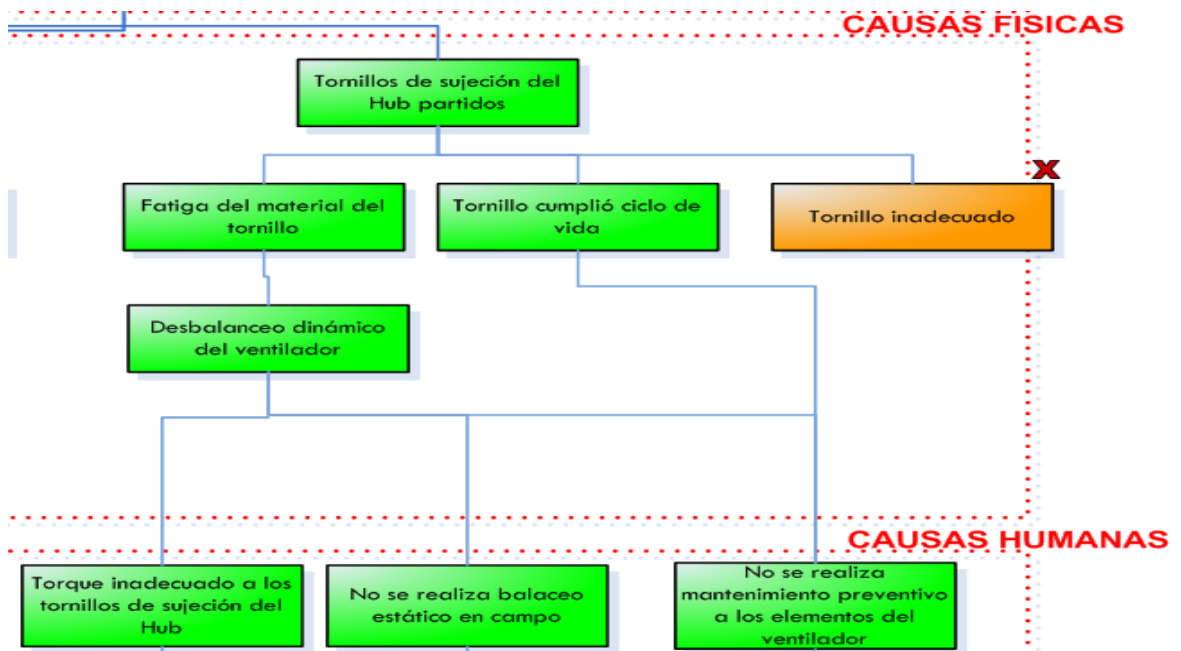 CAUSAS FISICAS
Tornillos de sujeción del
Hub partidos
X
Fatiga del material del
tornillo
Tornillo cumplió ciclo de
vida
Tornillo inadecuado
Desbalanceo dinámico
del ventilador
CAUSAS HUMANAS
Torque inadecuado a los
tornillos de sujeción del
Hub
No se realiza balaceo
estático en campo
No se realiza
mantenimiento preventivo
a los elementos del
ventilador